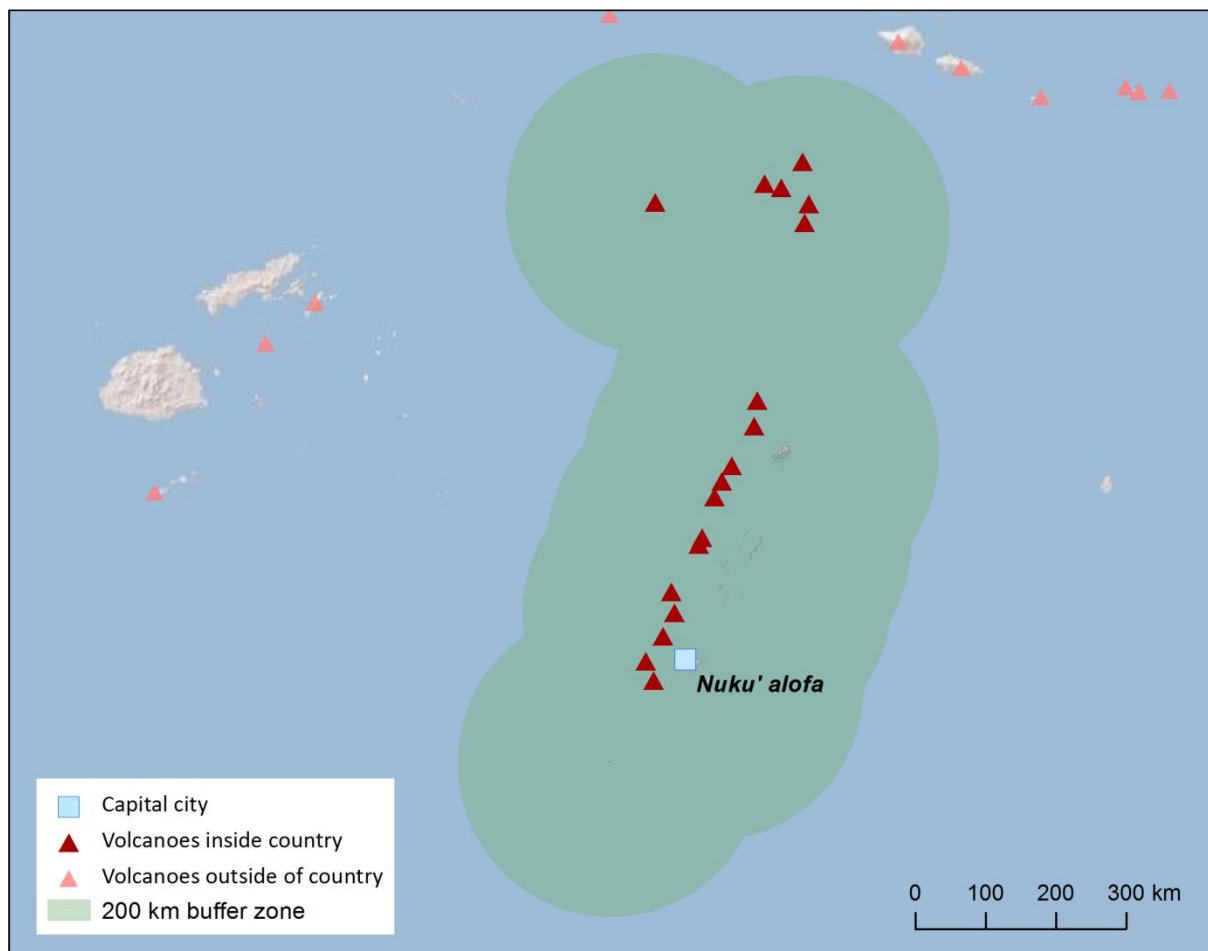 Nuku' alofa
Capital city
Volcanoes inside country
Volcanoes outside of country
200 km buffer zone
0 100 200 300 km